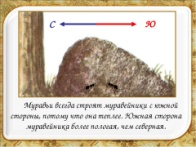 С Ю
Муравьи всегда строят муравейники с южной
стороны, потому что она теплее. Южная сторона
муравейника более пологая, чем северная.